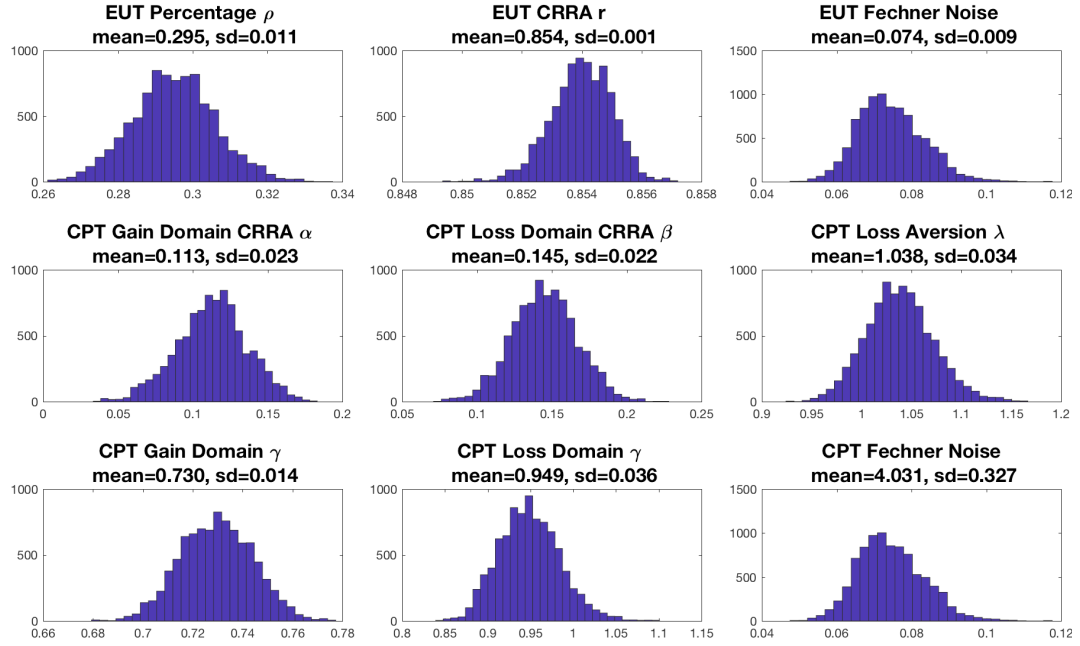 EUT Percentage ρ
mean=0.295, sd=0.011
1000
500
0
0.26 0.28 0.3 0.32 0.34
EUT CRRA r
mean=0.854, sd=0.001
1000
500
0
0.848 0.85 0.852 0.854 0.856 0.858
EUT Fechner Noise
mean=0.074, sd=0.009
1500
1000
500
0
0.04 0.06 0.08 0.1 0.12
CPT Gain Domain CRRA α
mean=0.113, sd=0.023
1000
500
0
0 0.05 0.1 0.15 0.2
CPT Loss Domain CRRA β
mean=0.145, sd=0.022
1000
500
0
0.05 0.1 0.15 0.2 0.25
CPT Loss Aversion λ
mean=1.038, sd=0.034
1000
500
0
0.9 0.95 1 1.05 1.1 1.15 1.2
CPT Gain Domain γ
mean=0.730, sd=0.014
1000
500
0
0.66 0.68 0.7 0.72 0.74 0.76 0.78
CPT Loss Domain γ
mean=0.949, sd=0.036
1000
500
0
0.8 0.85 0.9 0.95 1 1.05 1.1 1.15
CPT Fechner Noise
mean=4.031, sd=0.327
1500
1000
500
0
0.04 0.06 0.08 0.1 0.12